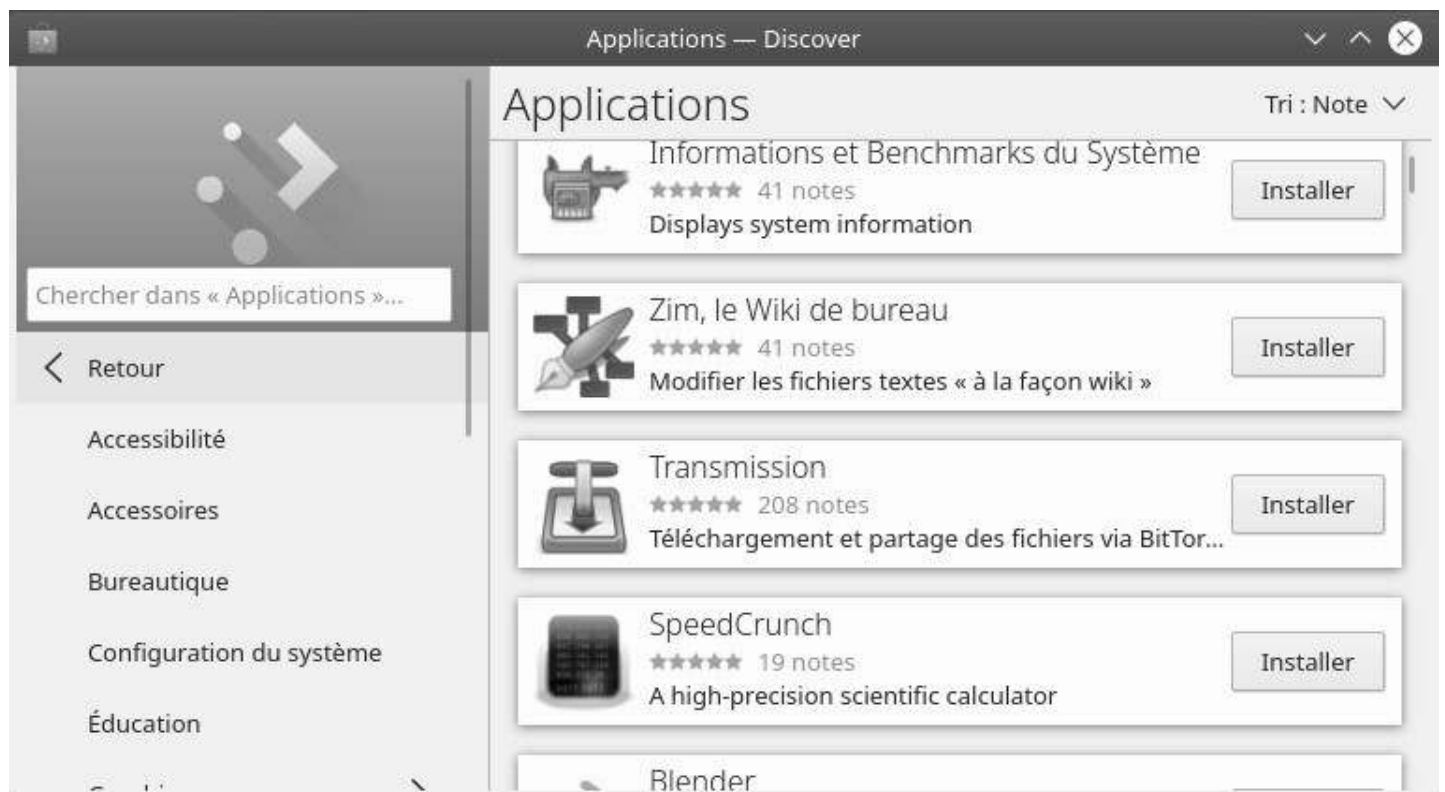 Applications — Discover
Chercher dans « Applications »...
Retour
Accessibilité
Accessoires
Bureautique
Configuration du système
Éducation
Applications
Tri : Note
Informations et Benchmarks du Système
41 notes
Displays system information
Installer
Zim, le Wiki de bureau
41 notes
Modifier les fichiers textes « à la façon wiki »
Installer
Transmission
208 notes
Téléchargement et partage des fichiers via BitTor...
Installer
SpeedCrunch
19 notes
A high-precision scientific calculator
Installer
Blender